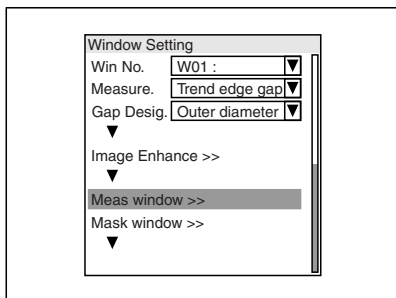 Window Setting
Win No. W01 :
Measure. Trend edge gap
Gap Desig. Outer diameter
Image Enhance >>
Meas window >>
Mask window >>